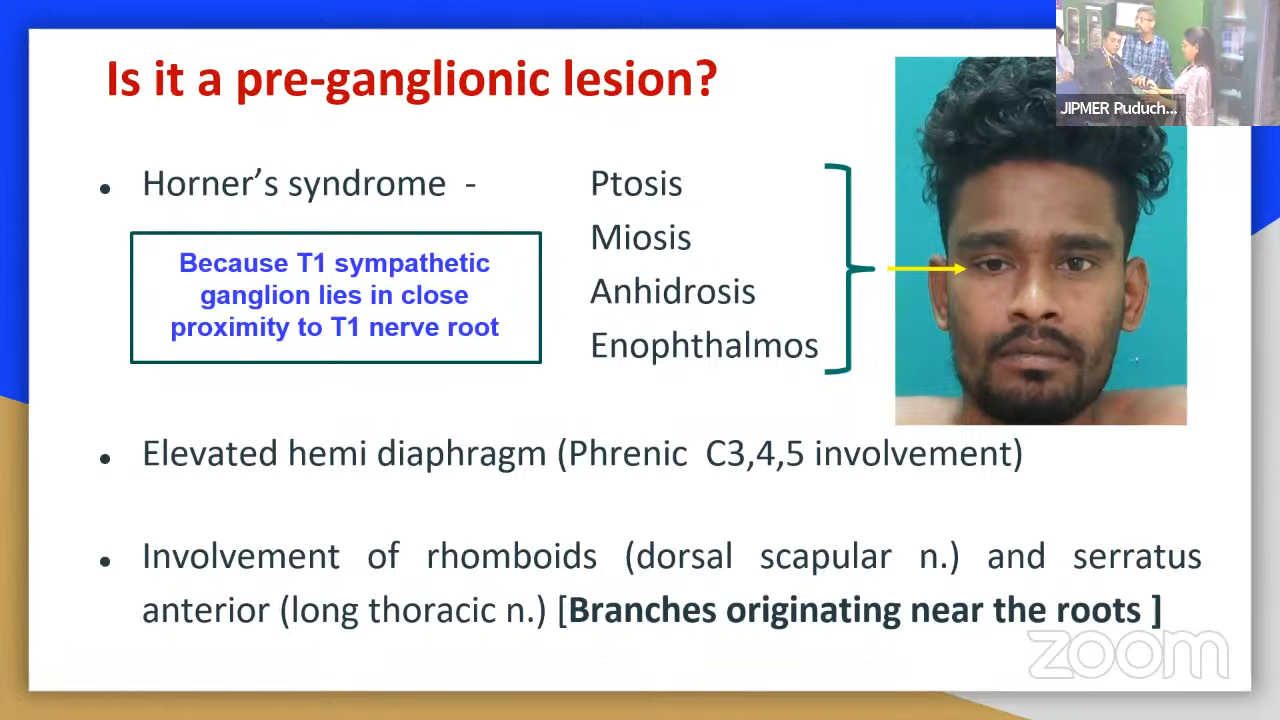 Is it a pre-ganglionic lesion?
JIPMER Puduch...
• Horner’s syndrome -
Ptosis
Miosis
Anhidrosis
Enophthalmos
Because T1 sympathetic
ganglion lies in close
proximity to T1 nerve root
• Elevated hemi diaphragm (Phrenic C3,4,5 involvement)
• Involvement of rhomboids (dorsal scapular n.) and serratus
anterior (long thoracic n.) [Branches originating near the roots ]
zoom